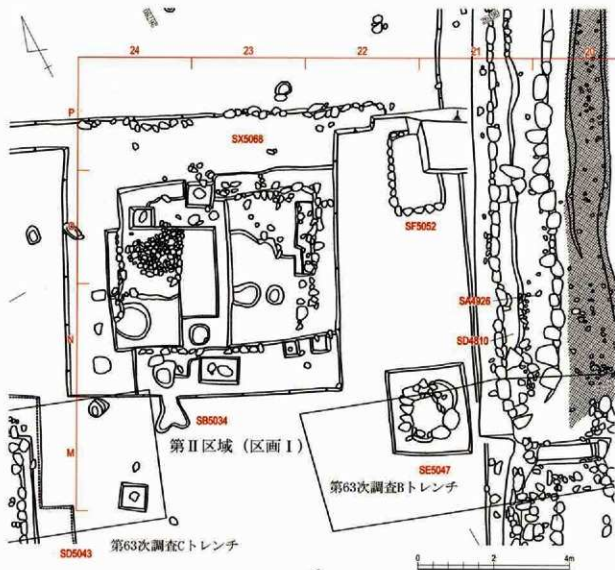 24
23
22
21
20
P
SX5068
O
SF5052
SA4926
N
SD4810
SB5034
第Ⅱ区域（区画Ⅰ）
SE5047
M
第63次調査Bトレンチ
第63次調査Cトレンチ
SD5043
0 2 4m